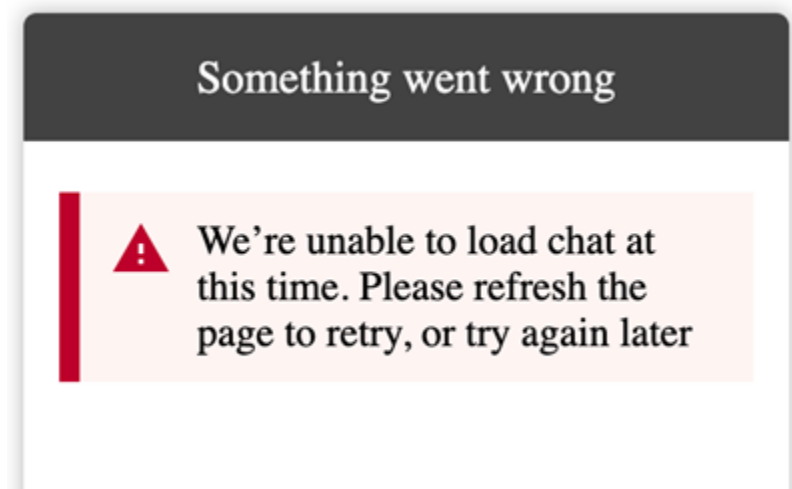 Something went wrong
We’re unable to load chat at
this time. Please refresh the
page to retry, or try again later